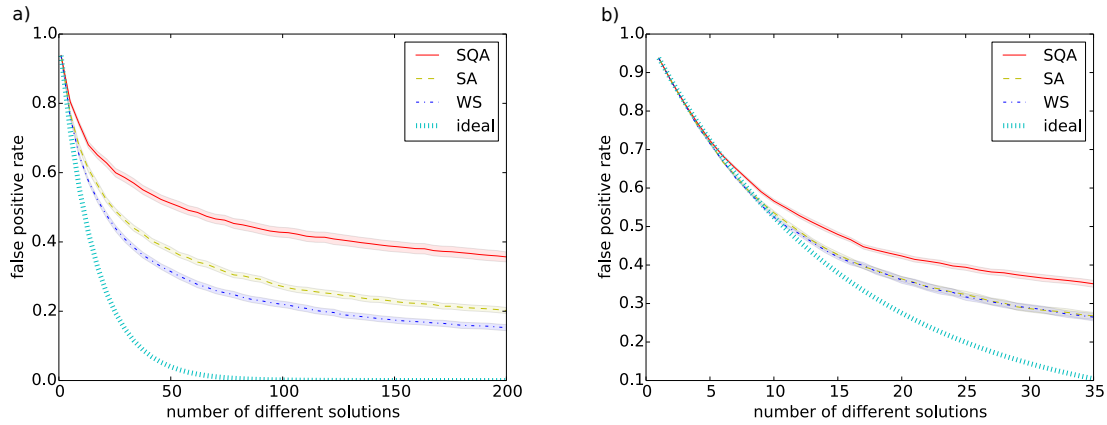 a)
1.0
0.8
0.6
0.4
0.2
0.0
false positive rate
0
50
100
150
200
number of different solutions
SQA
SA
WS
ideal
b)
1.0
0.9
0.8
0.7
0.6
0.5
0.4
0.3
0.2
0.1
false positive rate
0
5
10
15
20
25
30
35
number of different solutions
SQA
SA
WS
ideal